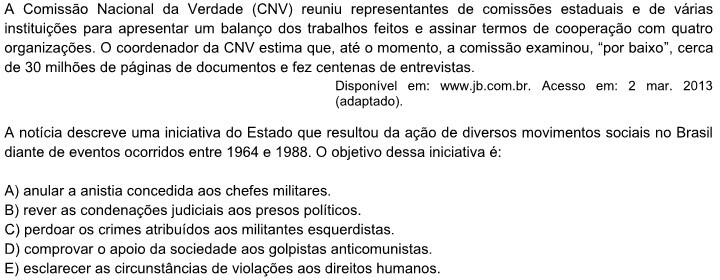 A Comissão Nacional da Verdade (CNV) reuniu representantes de comissões estaduais e de várias
instituições para apresentar um balanço dos trabalhos feitos e assinar termos de cooperação com quatro
organizações. O coordenador da CNV estima que, até o momento, a comissão examinou, “por baixo”, cerca
de 30 milhões de páginas de documentos e fez centenas de entrevistas.
Disponível em: www.jb.com.br. Acesso em: 2 mar. 2013
(adaptado).
A notícia descreve uma iniciativa do Estado que resultou da ação de diversos movimentos sociais no Brasil
diante de eventos ocorridos entre 1964 e 1988. O objetivo dessa iniciativa é:
A) anular a anistia concedida aos chefes militares.
B) rever as condenações judiciais aos presos políticos.
C) perdoar os crimes atribuídos aos militantes esquerdistas.
D) comprovar o apoio da sociedade aos golpistas anticomunistas.
E) esclarecer as circunstâncias de violações aos direitos humanos.